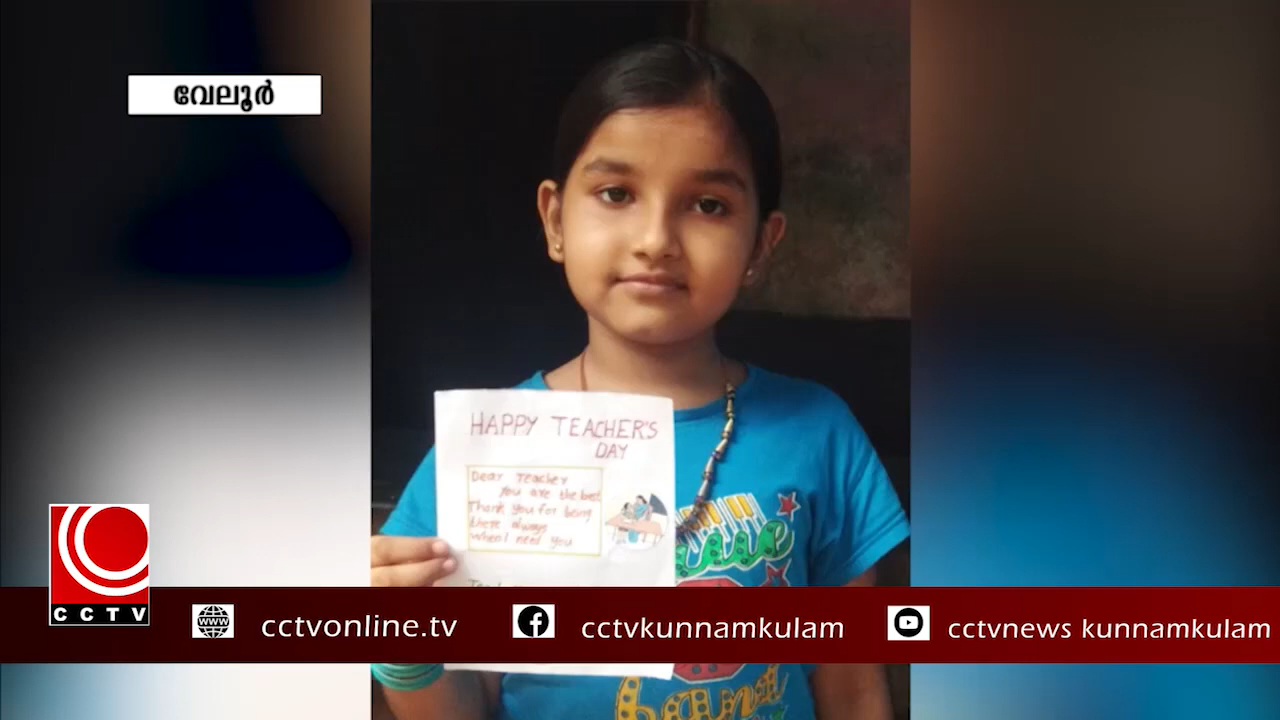 വേലൂർ
HAPPY TEACHER'S
DAY
Dear Teacher
You are the best
Thank you for being
there always
when I need you
CCTV
www
cctvonline.tv
cctvkunnamkulam
cctvnews kunnamkulam